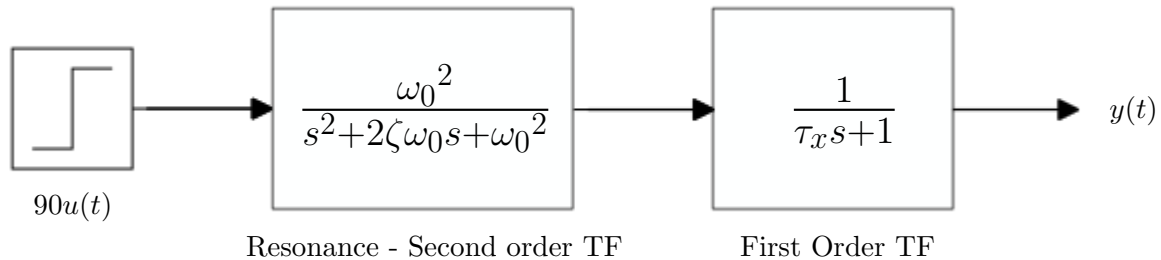 ω₀²
s²+2ζω₀s+ω₀²
1
τₓs+1
y(t)
90u(t)
Resonance - Second order TF
First Order TF